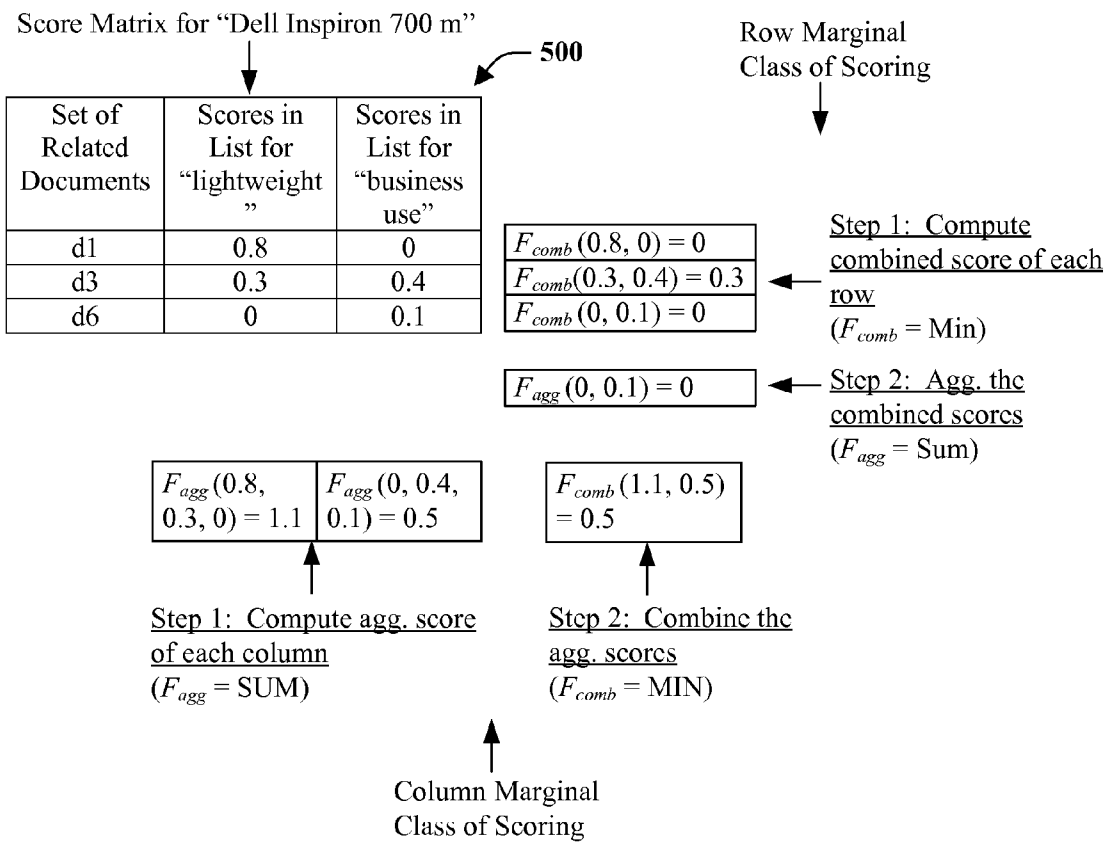 Score Matrix for “Dell Inspiron 700 m”
500
Row Marginal
Class of Scoring
Set of
Related
Documents
Scores in
List for
“lightweight
”
Scores in
List for
“business
use”
d1 0.8 0
d3 0.3 0.4
d6 0 0.1
F_comb (0.8, 0) = 0
F_comb(0.3, 0.4) = 0.3
F_comb (0, 0.1) = 0
Step 1: Compute
combined score of each
row
(F_comb = Min)
F_agg (0, 0.1) = 0
Step 2: Agg. the
combined scores
(F_agg = Sum)
F_agg (0.8,
0.3, 0) = 1.1
F_agg (0, 0.4,
0.1) = 0.5
F_comb (1.1, 0.5)
= 0.5
Step 1: Compute agg. score
of each column
(F_agg = SUM)
Step 2: Combine the
agg. scores
(F_comb = MIN)
Column Marginal
Class of Scoring